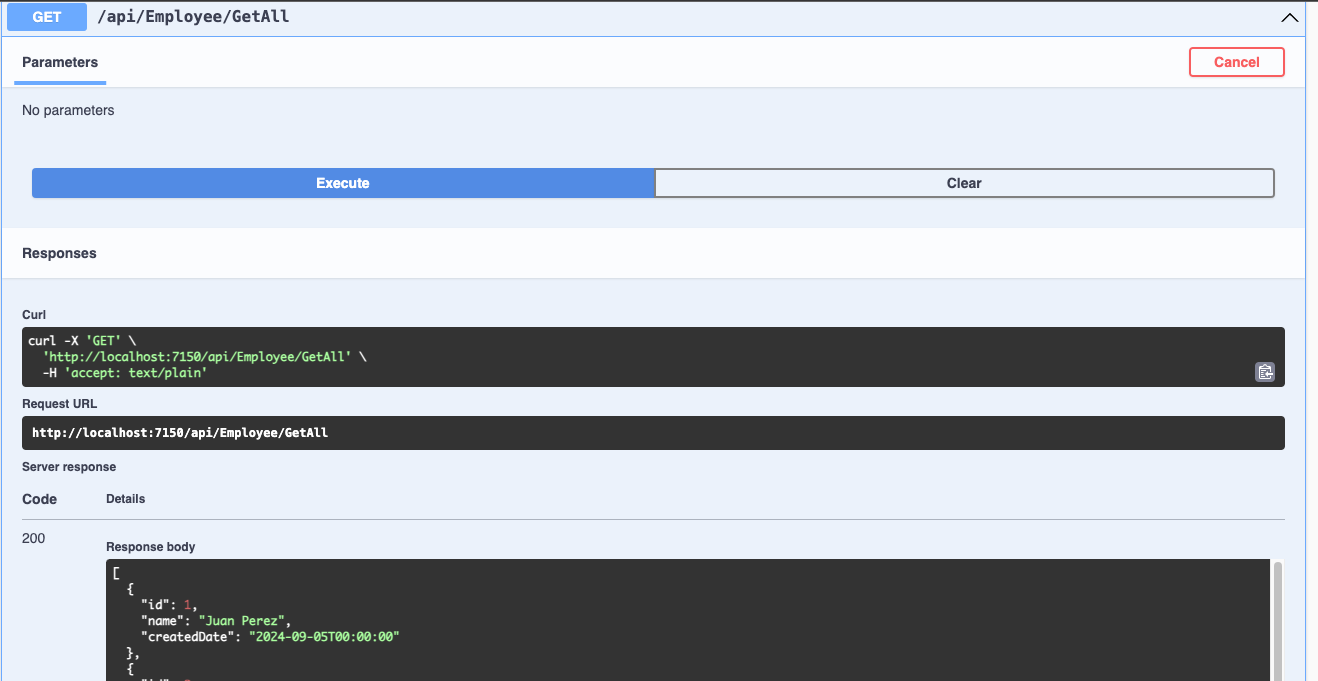 GET /api/Employee/GetAll
Parameters
Cancel
No parameters
Execute
Clear
Responses
Curl
curl -X 'GET' \
  'http://localhost:7150/api/Employee/GetAll' \
  -H 'accept: text/plain'
Request URL
http://localhost:7150/api/Employee/GetAll
Server response
Code Details
200
Response body
[
  {
    "id": 1,
    "name": "Juan Perez",
    "createdDate": "2024-09-05T00:00:00"
  },
  {